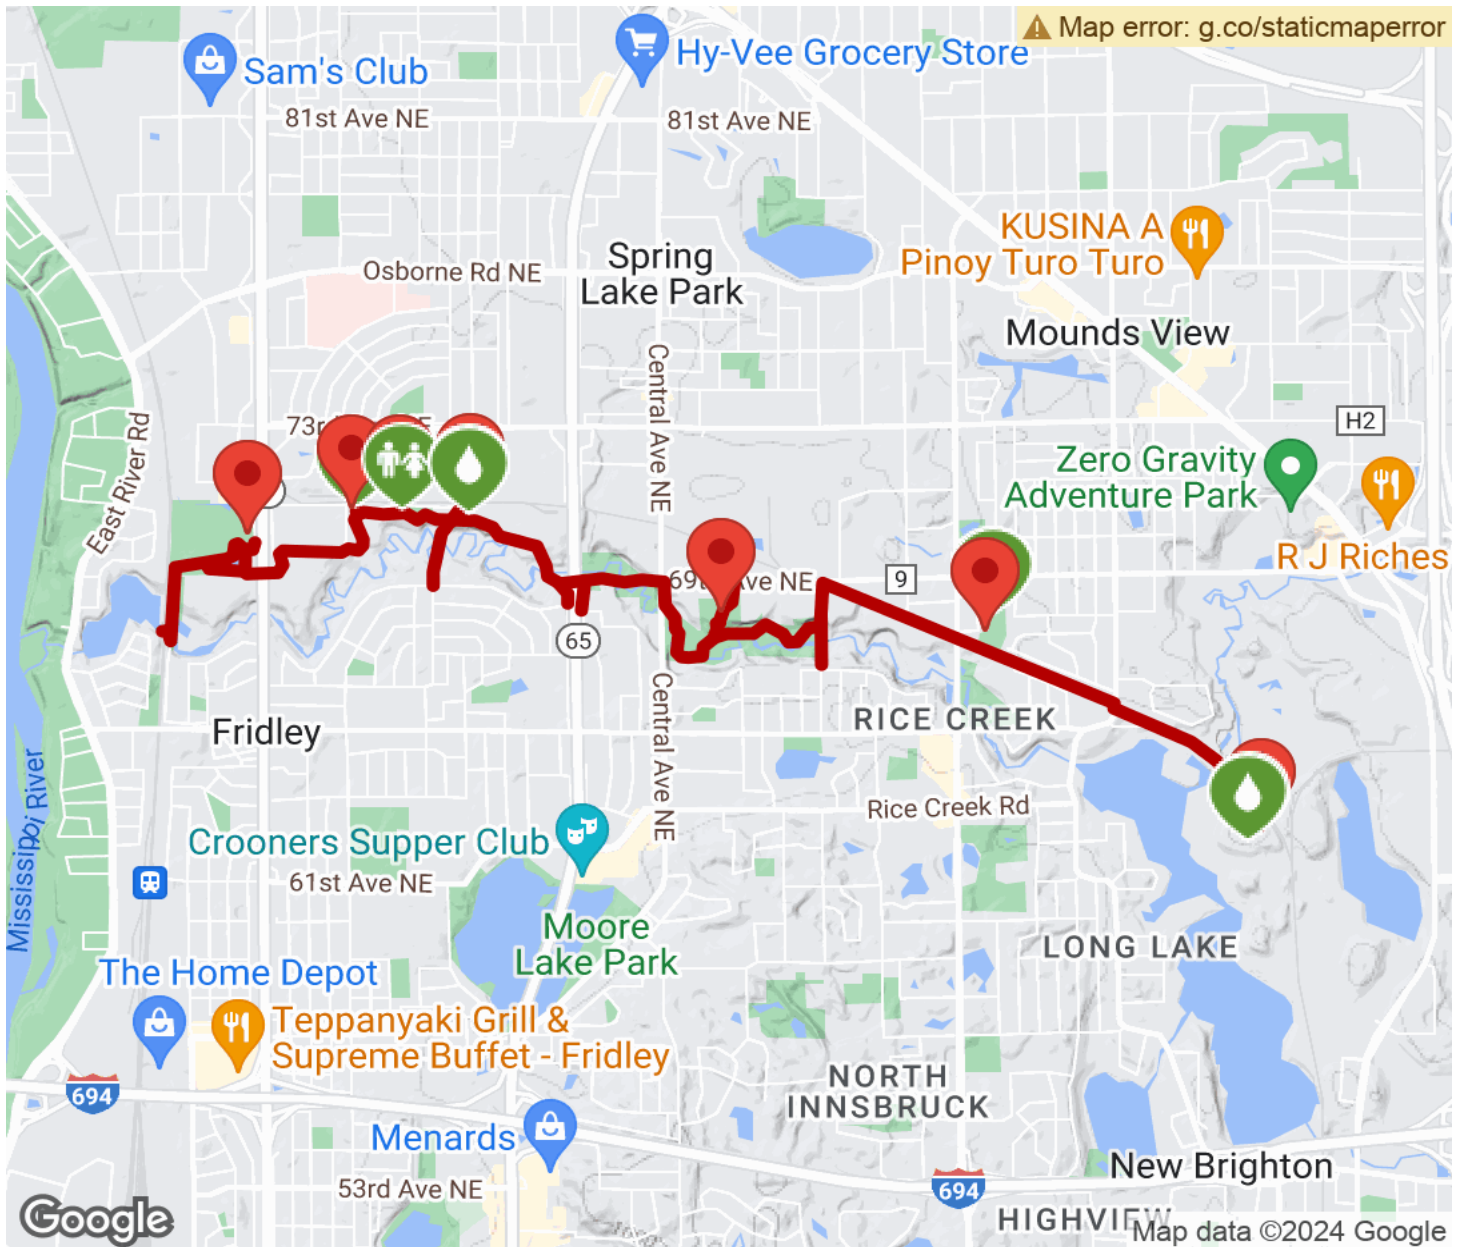 Map error: g.co/staticmaperror
Hy-Vee Grocery Store
Sam's Club
81st Ave NE
81st Ave NE
KUSINA A
Pinoy Turo Turo
Spring
Lake Park
Osborne Rd NE
Mounds View
Central Ave NE
East River Rd
H2
Zero Gravity
Adventure Park
R J Riches
69th Ave NE
9
65
Central Ave NE
RICE CREEK
Fridley
Mississippi River
Rice Creek Rd
Crooners Supper Club
61st Ave NE
Moore
Lake Park
LONG LAKE
The Home Depot
Teppanyaki Grill &
Supreme Buffet - Fridley
694
NORTH
INNSBRUCK
Menards
53rd Ave NE
694
New Brighton
HIGHVIEW
Google
Map data ©2024 Google